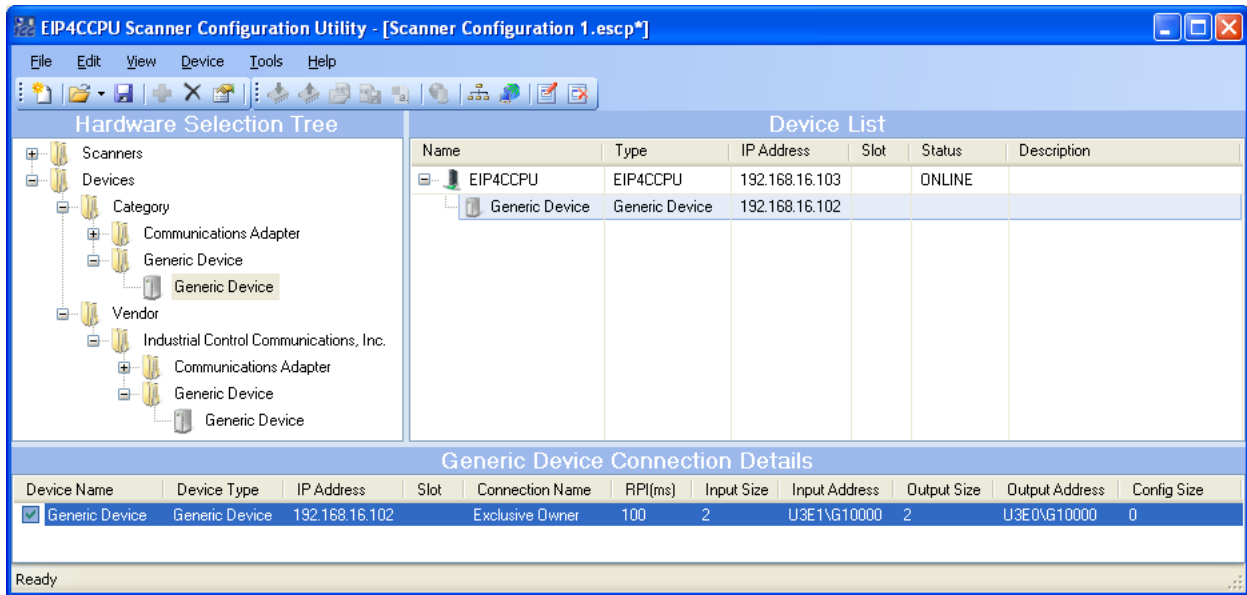 EIP4CCPU Scanner Configuration Utility - [Scanner Configuration 1.escp*]
File Edit View Device Tools Help
Hardware Selection Tree
Scanners
Devices
Category
Communications Adapter
Generic Device
Generic Device
Vendor
Industrial Control Communications, Inc.
Communications Adapter
Generic Device
Generic Device
Device List
Name Type IP Address Slot Status Description
EIP4CCPU EIP4CCPU 192.168.16.103 ONLINE
Generic Device Generic Device 192.168.16.102
Generic Device Connection Details
Device Name Device Type IP Address Slot Connection Name RPI(ms) Input Size Input Address Output Size Output Address Config Size
Generic Device Generic Device 192.168.16.102 Exclusive Owner 100 2 U3E1\G10000 2 U3E0\G10000 0
Ready